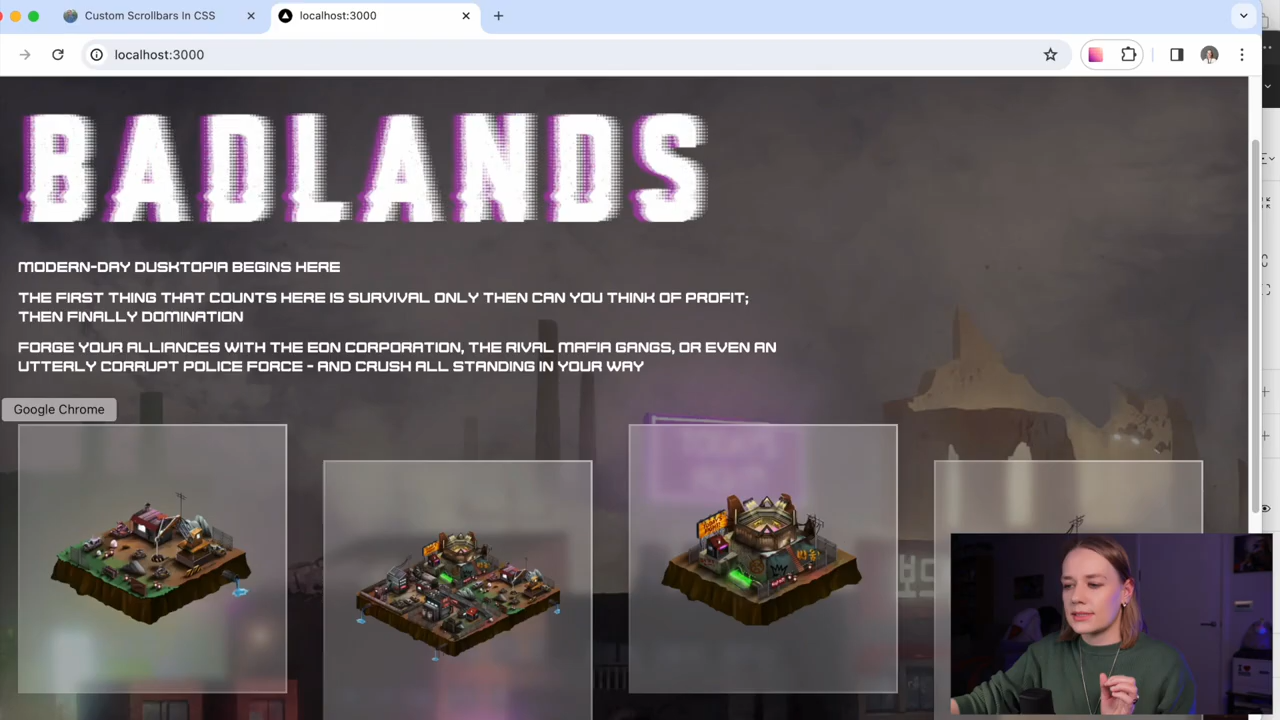 Custom Scrollbars In CSS
localhost:3000
localhost:3000
BADLANDS
MODERN-DAY DUSKTOPIA BEGINS HERE
THE FIRST THING THAT COUNTS HERE IS SURVIVAL ONLY THEN CAN YOU THINK OF PROFIT;
THEN FINALLY DOMINATION
FORGE YOUR ALLIANCES WITH THE EON CORPORATION, THE RIVAL MAFIA GANGS, OR EVEN AN
UTTERLY CORRUPT POLICE FORCE - AND CRUSH ALL STANDING IN YOUR WAY
Google Chrome